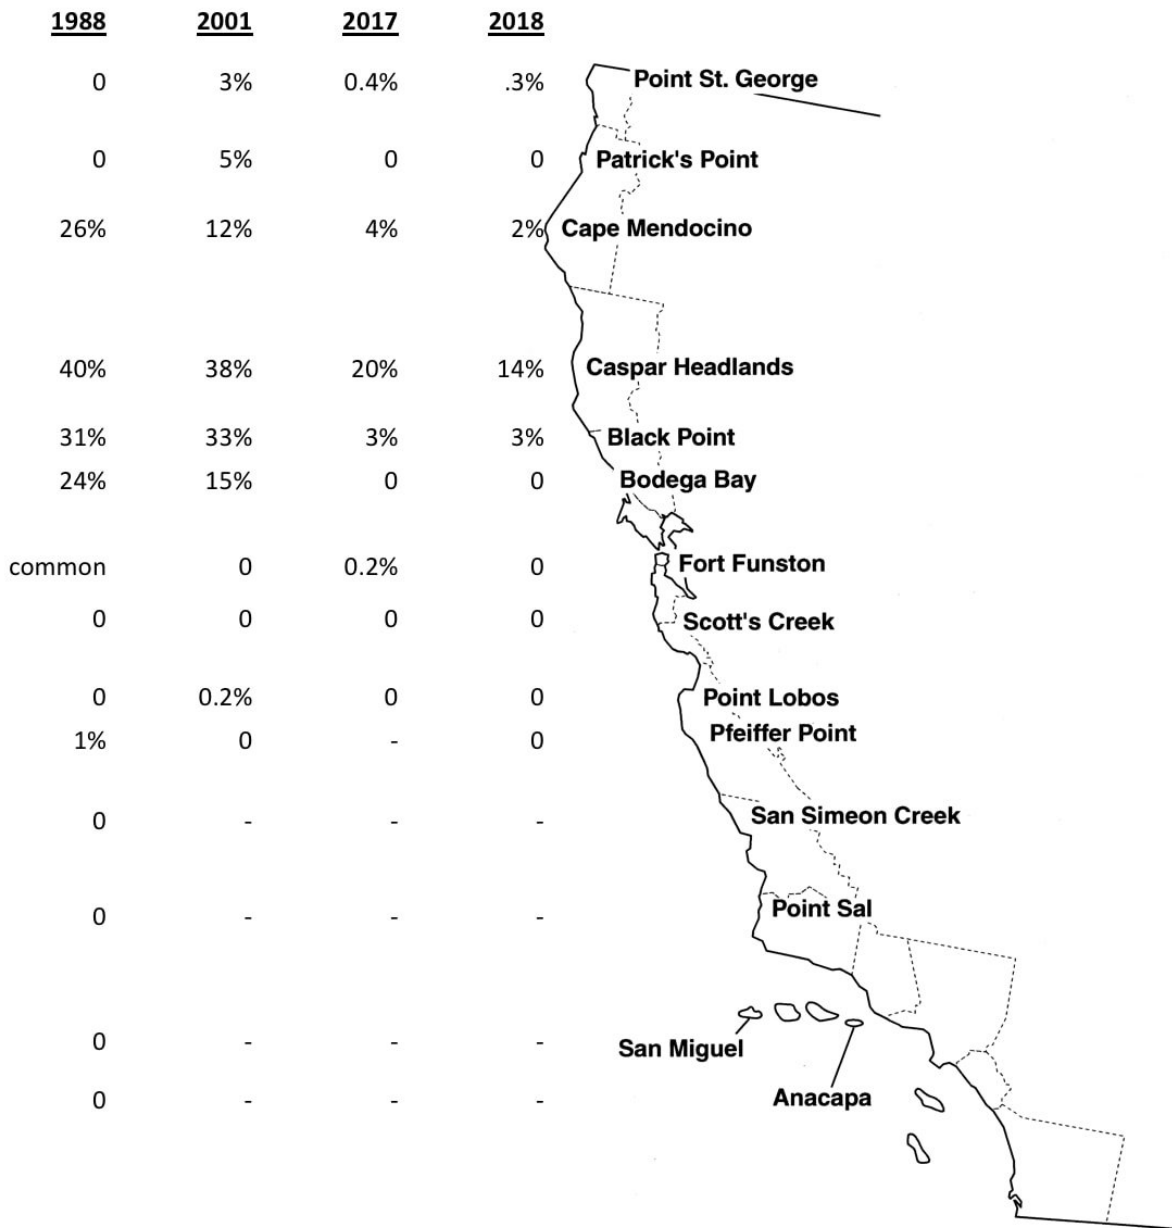 1988 2001 2017 2018
0 3% 0.4% .3% Point St. George
0 5% 0 0 Patrick's Point
26% 12% 4% 2% Cape Mendocino
40% 38% 20% 14% Caspar Headlands
31% 33% 3% 3% Black Point
24% 15% 0 0 Bodega Bay
common 0 0.2% 0 Fort Funston
0 0 0 0 Scott's Creek
0 0.2% 0 0 Point Lobos
1% 0 - 0 Pfeiffer Point
0 - - - San Simeon Creek
0 - - - Point Sal
0 - - - San Miguel
0 - - - Anacapa